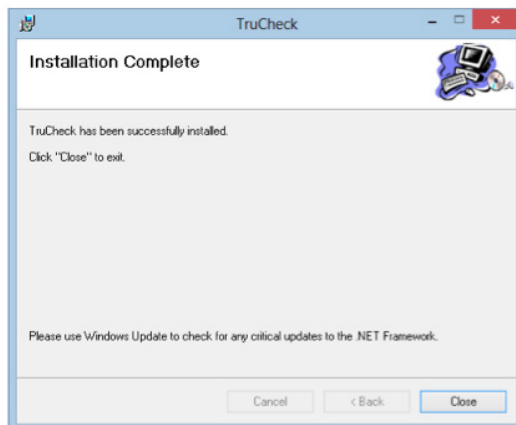 TruCheck
Installation Complete
TruCheck has been successfully installed.
Click "Close" to exit.
Please use Windows Update to check for any critical updates to the .NET Framework.
Cancel
< Back
Close